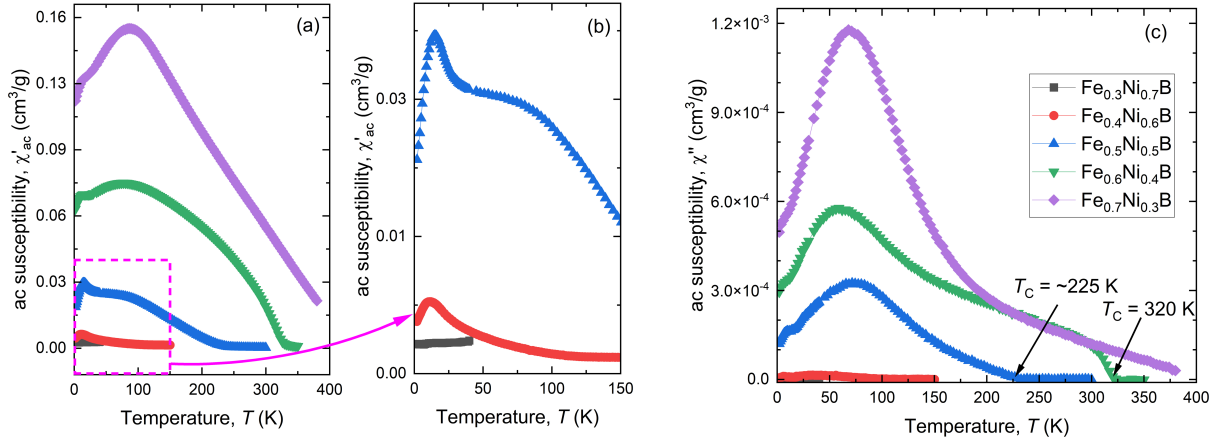 (a)
0.16
0.13
0.10
0.06
0.03
0.00
ac susceptibility, χ'ac (cm³/g)
0 100 200 300 400
Temperature, T (K)
(b)
0.03
0.01
0.00
ac susceptibility, χ'ac (cm³/g)
0 50 100 150
Temperature, T (K)
(c)
1.2×10⁻³
9.0×10⁻⁴
6.0×10⁻⁴
3.0×10⁻⁴
0.0
ac susceptibility, χ'' (cm³/g)
Fe₀.₃Ni₀.₇B
Fe₀.₄Ni₀.₆B
Fe₀.₅Ni₀.₅B
Fe₀.₆Ni₀.₄B
Fe₀.₇Ni₀.₃B
T_C = ~225 K
T_C = 320 K
0 50 100 150 200 250 300 350 400
Temperature, T (K)